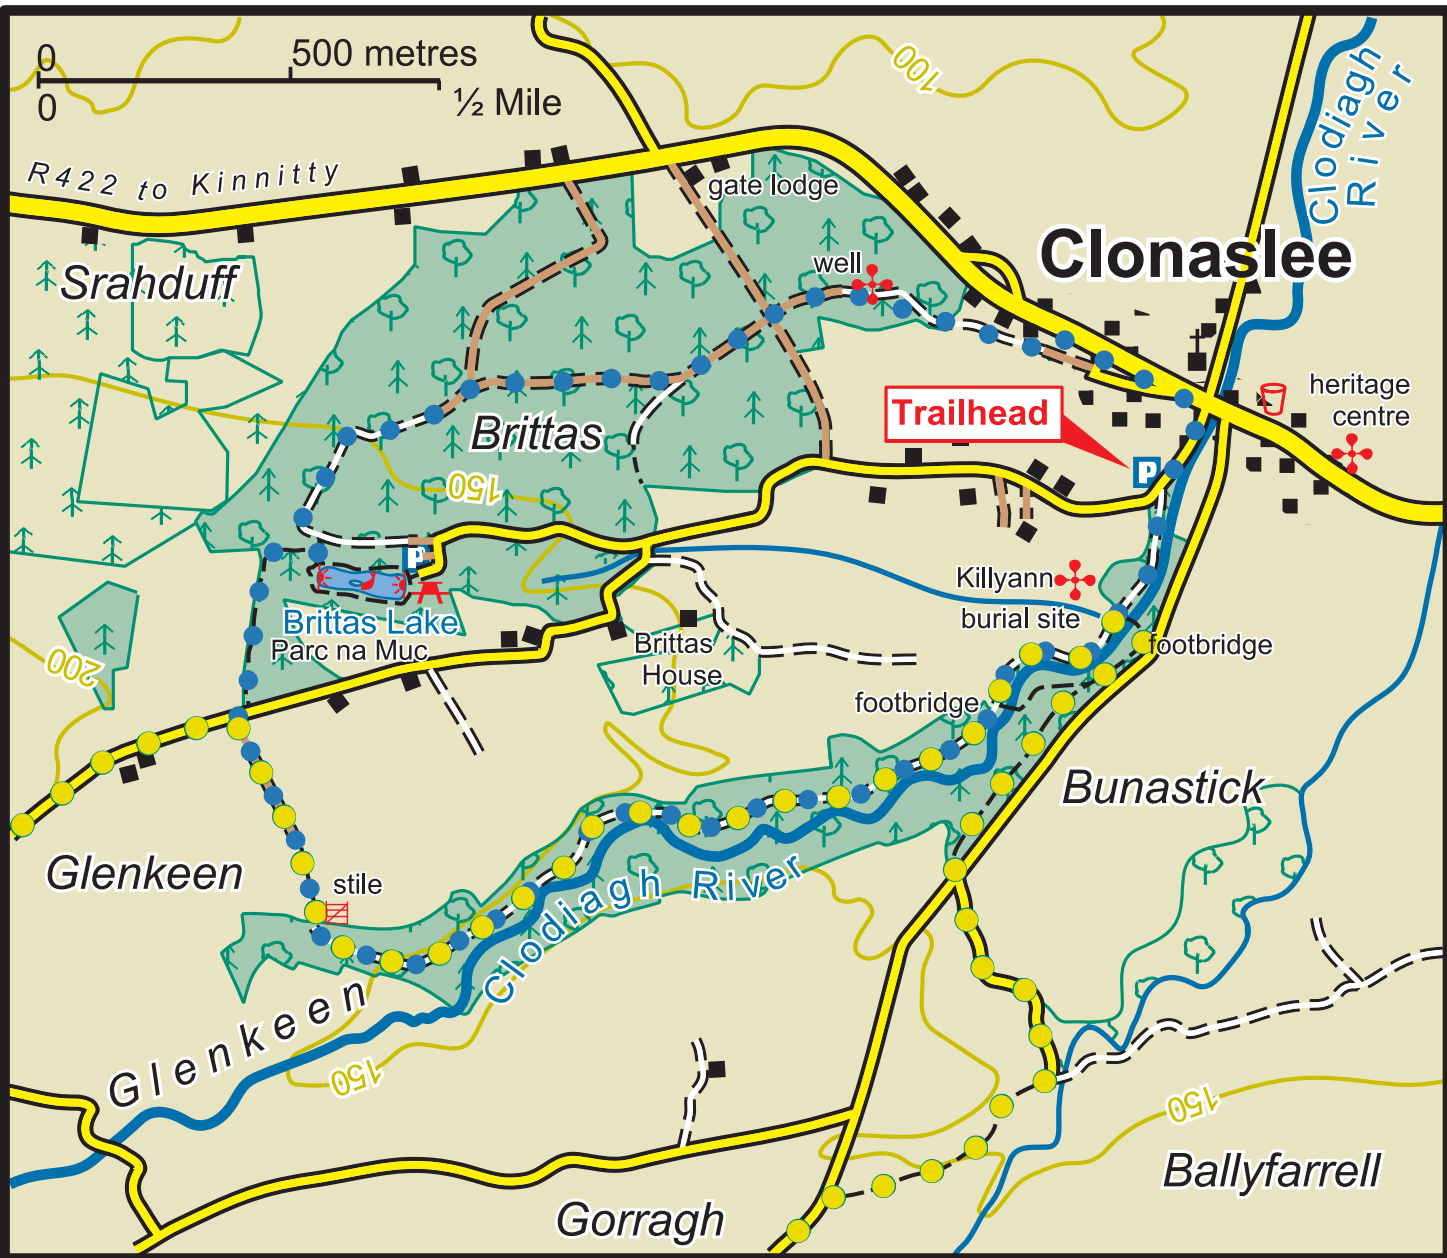 0
500 metres
0
½ Mile
100
Clodiagh
River
R422 to Kinnitty
gate lodge
Clonaslee
well
Srahduff
heritage
centre
Trailhead
P
Brittas
150
P
Killyann
burial site
Brittas Lake
Parc na Muc
Brittas
House
footbridge
200
footbridge
Bunastick
Glenkeen
stile
Clodiagh River
Glenkeen
150
150
Ballyfarrell
Gorragh